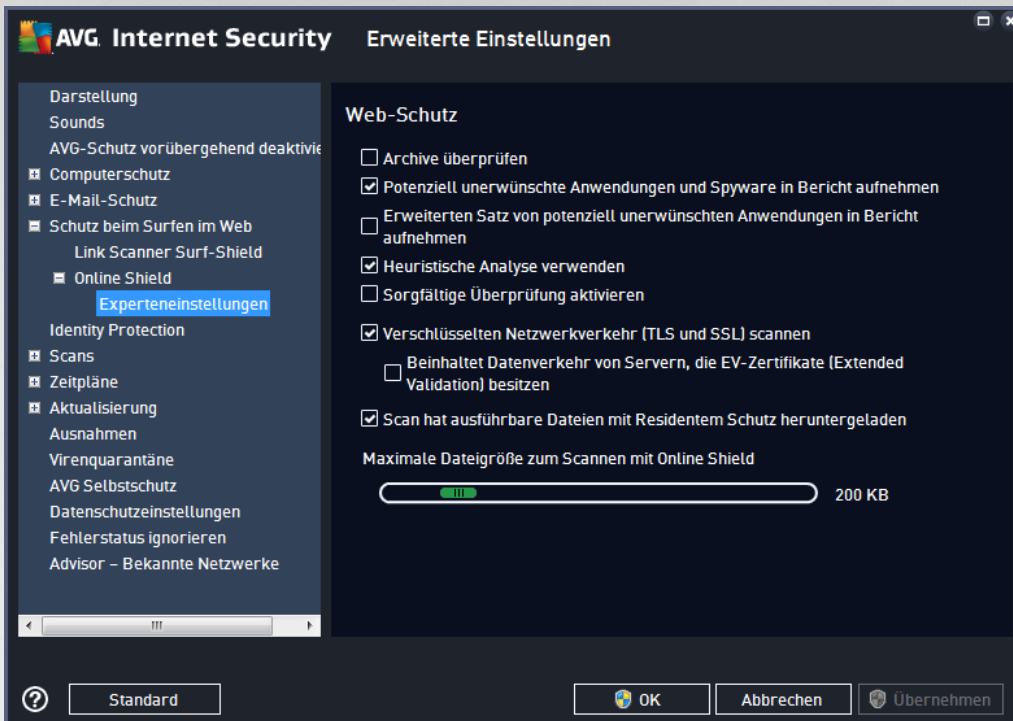 AVG Internet Security Erweiterte Einstellungen
Darstellung
Sounds
AVG-Schutz vorübergehend deaktivie
Computerschutz
E-Mail-Schutz
Schutz beim Surfen im Web
Link Scanner Surf-Shield
Online Shield
Experteneinstellungen
Identity Protection
Scans
Zeitpläne
Aktualisierung
Ausnahmen
Virenquarantäne
AVG Selbstschutz
Datenschutzeinstellungen
Fehlerstatus ignorieren
Advisor – Bekannte Netzwerke
Web-Schutz
Archive überprüfen
Potenziell unerwünschte Anwendungen und Spyware in Bericht aufnehmen
Erweiterten Satz von potenziell unerwünschten Anwendungen in Bericht
aufnehmen
Heuristische Analyse verwenden
Sorgfältige Überprüfung aktivieren
Verschlüsselten Netzwerkverkehr (TLS und SSL) scannen
Beinhaltet Datenverkehr von Servern, die EV-Zertifikate (Extended
Validation) besitzen
Scan hat ausführbare Dateien mit Residentem Schutz heruntergeladen
Maximale Dateigröße zum Scannen mit Online Shield
200 KB
? Standard OK Abbrechen Übernehmen